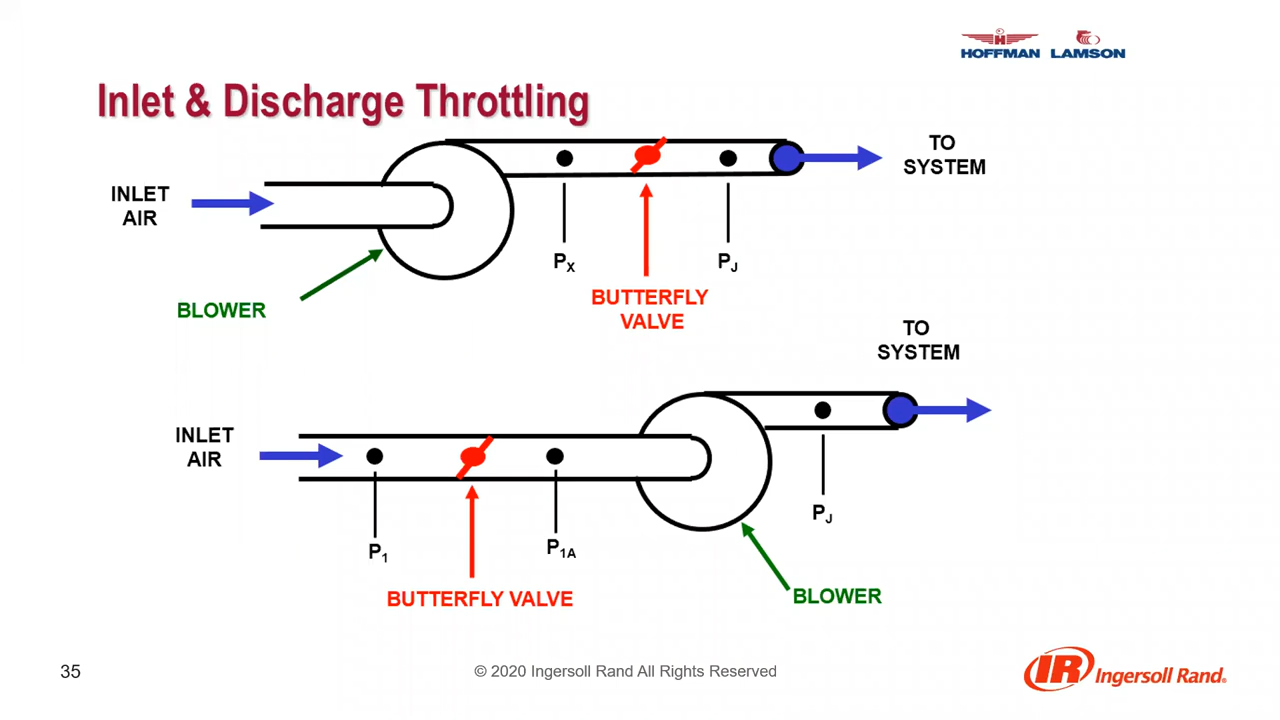 HOFFMAN LAMSON
Inlet & Discharge Throttling
INLET
AIR
TO
SYSTEM
PX
PJ
BLOWER
BUTTERFLY
VALVE
TO
SYSTEM
INLET
AIR
P1
P1A
PJ
BUTTERFLY VALVE
BLOWER
35
© 2020 Ingersoll Rand All Rights Reserved
IR Ingersoll Rand®